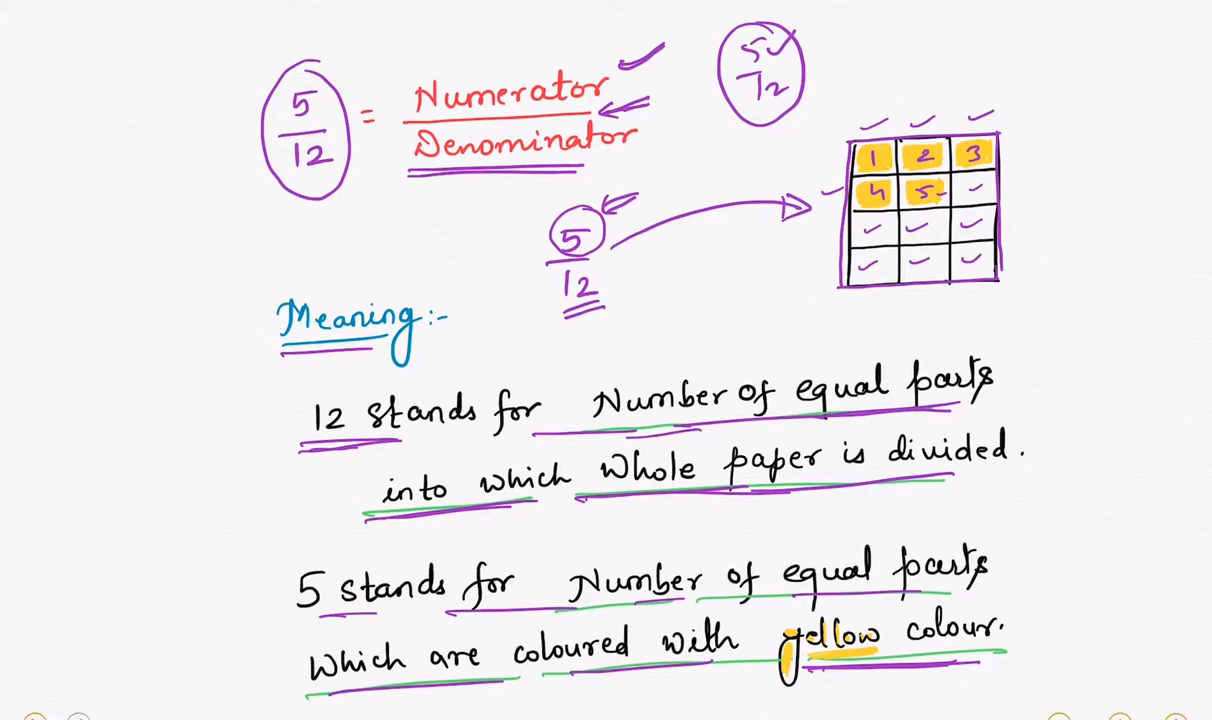 5/12 = Numerator/Denominator
5/12
1 2 3
4 5
5/12
Meaning:-
12 stands for Number of equal parts
into which whole paper is divided.
5 stands for Number of equal parts
which are coloured with yellow colour.